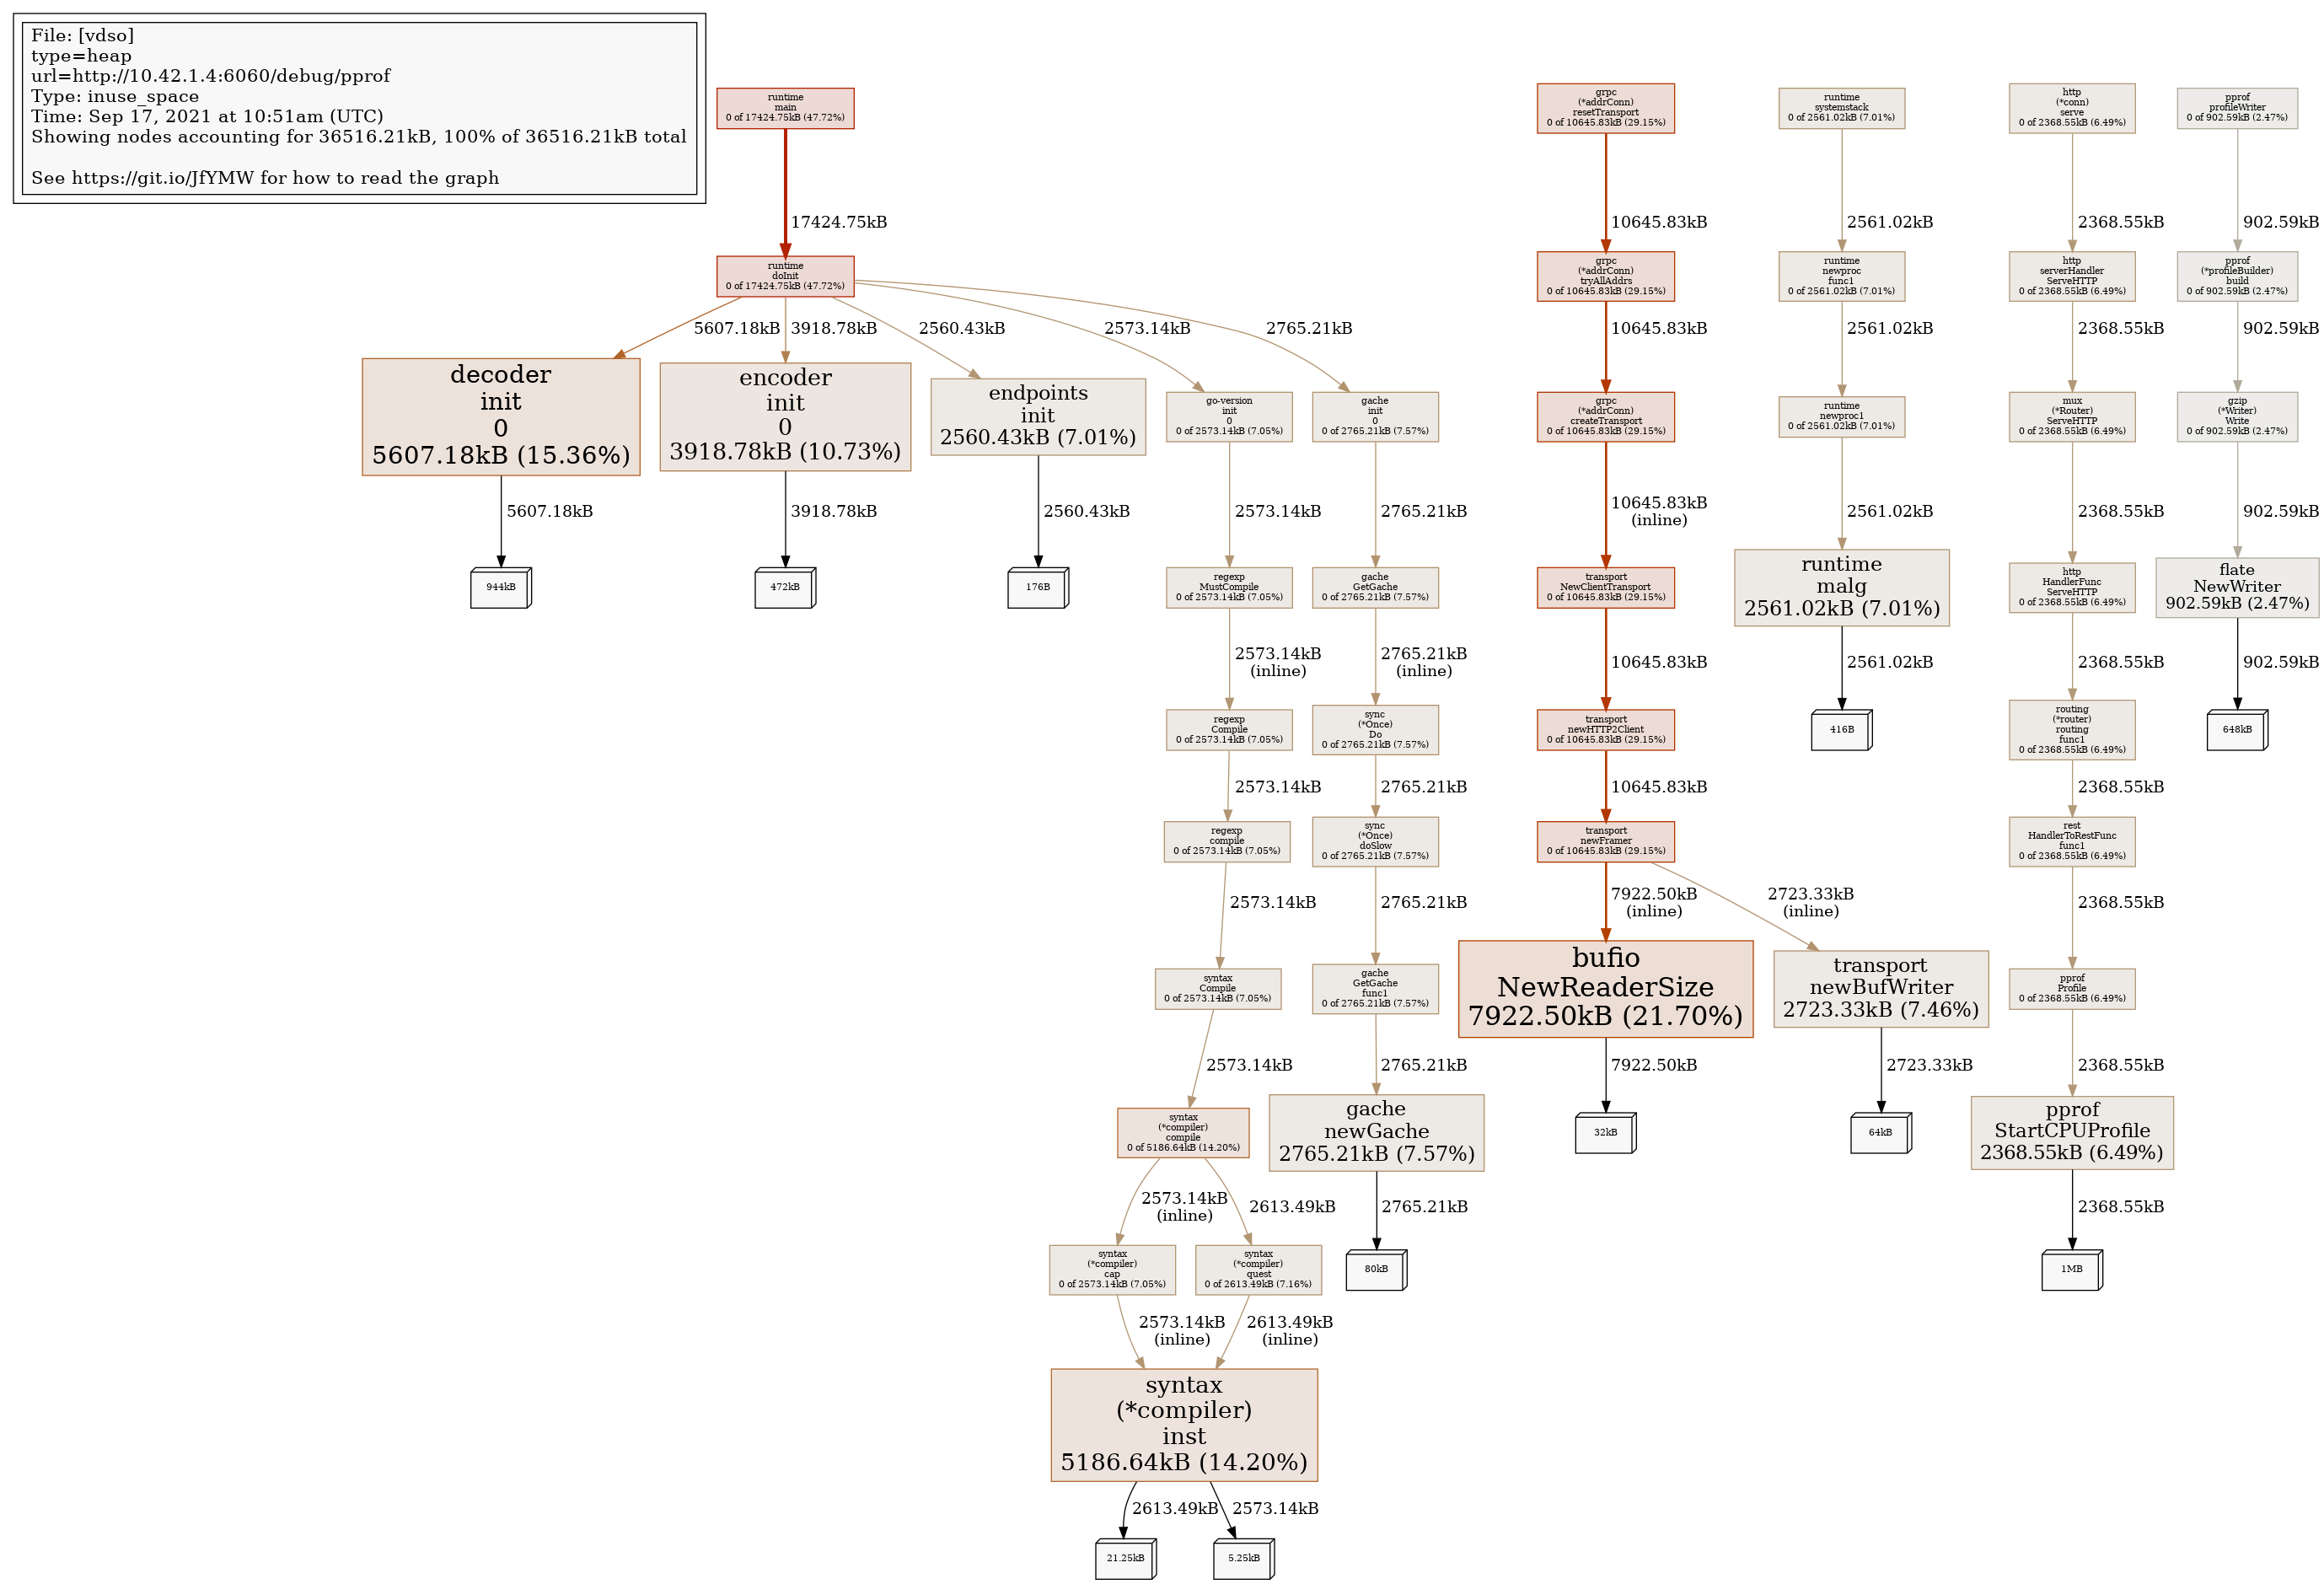 File: [vdso]
type=heap
url=http://10.42.1.4:6060/debug/pprof
Type: inuse_space
Time: Sep 17, 2021 at 10:51am (UTC)
Showing nodes accounting for 36516.21kB, 100% of 36516.21kB total
See https://git.io/JfYMW for how to read the graph
runtime
main
0 of 17424.75kB (47.72%)
17424.75kB
runtime
doInit
0 of 17424.75kB (47.72%)
5607.18kB
3918.78kB
2560.43kB
2573.14kB
2765.21kB
decoder
init
0
5607.18kB (15.36%)
5607.18kB
944kB
encoder
init
0
3918.78kB (10.73%)
3918.78kB
472kB
endpoints
init
2560.43kB (7.01%)
2560.43kB
176B
go-version
init
0
0 of 2573.14kB (7.05%)
2573.14kB
regexp
MustCompile
0 of 2573.14kB (7.05%)
2573.14kB
(inline)
regexp
Compile
0 of 2573.14kB (7.05%)
2573.14kB
regexp
compile
0 of 2573.14kB (7.05%)
2573.14kB
syntax
Compile
0 of 2573.14kB (7.05%)
2573.14kB
syntax
(*compiler)
compile
0 of 5186.64kB (14.20%)
2573.14kB
(inline)
2613.49kB
syntax
(*compiler)
cap
0 of 2573.14kB (7.05%)
syntax
(*compiler)
quest
0 of 2613.49kB (7.16%)
2573.14kB
(inline)
2613.49kB
(inline)
syntax
(*compiler)
inst
5186.64kB (14.20%)
2613.49kB
2573.14kB
21.25kB
5.25kB
gache
init
0
0 of 2765.21kB (7.57%)
2765.21kB
gache
GetGache
0 of 2765.21kB (7.57%)
2765.21kB
(inline)
sync
(*Once)
Do
0 of 2765.21kB (7.57%)
2765.21kB
sync
(*Once)
doSlow
0 of 2765.21kB (7.57%)
2765.21kB
gache
GetGache
func1
0 of 2765.21kB (7.57%)
2765.21kB
gache
newGache
2765.21kB (7.57%)
2765.21kB
80kB
grpc
(*addrConn)
resetTransport
0 of 10645.83kB (29.15%)
10645.83kB
grpc
(*addrConn)
tryAllAddrs
0 of 10645.83kB (29.15%)
10645.83kB
grpc
(*addrConn)
createTransport
0 of 10645.83kB (29.15%)
10645.83kB
(inline)
transport
NewClientTransport
0 of 10645.83kB (29.15%)
10645.83kB
transport
newHTTP2Client
0 of 10645.83kB (29.15%)
10645.83kB
transport
newFramer
0 of 10645.83kB (29.15%)
7922.50kB
(inline)
2723.33kB
(inline)
bufio
NewReaderSize
7922.50kB (21.70%)
7922.50kB
32kB
transport
newBufWriter
2723.33kB (7.46%)
2723.33kB
64kB
runtime
systemstack
0 of 2561.02kB (7.01%)
2561.02kB
runtime
newproc
func1
0 of 2561.02kB (7.01%)
2561.02kB
runtime
newproc1
0 of 2561.02kB (7.01%)
2561.02kB
runtime
malg
2561.02kB (7.01%)
2561.02kB
416B
http
(*conn)
serve
0 of 2368.55kB (6.49%)
2368.55kB
http
serverHandler
ServeHTTP
0 of 2368.55kB (6.49%)
2368.55kB
mux
(*Router)
ServeHTTP
0 of 2368.55kB (6.49%)
2368.55kB
http
HandlerFunc
ServeHTTP
0 of 2368.55kB (6.49%)
2368.55kB
routing
(*router)
routing
func1
0 of 2368.55kB (6.49%)
2368.55kB
rest
HandlerToRestFunc
func1
0 of 2368.55kB (6.49%)
2368.55kB
pprof
Profile
0 of 2368.55kB (6.49%)
2368.55kB
pprof
StartCPUProfile
2368.55kB (6.49%)
2368.55kB
1MB
pprof
profileWriter
0 of 902.59kB (2.47%)
902.59kB
pprof
(*profileBuilder)
build
0 of 902.59kB (2.47%)
902.59kB
gzip
(*Writer)
Write
0 of 902.59kB (2.47%)
902.59kB
flate
NewWriter
902.59kB (2.47%)
902.59kB
648kB